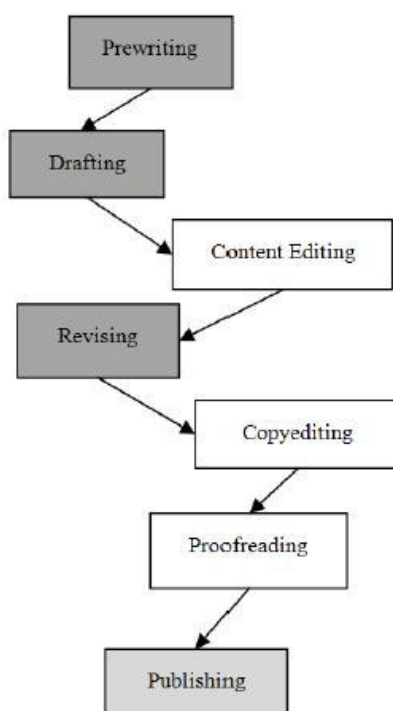 Prewriting
Drafting
Content Editing
Revising
Copyediting
Proofreading
Publishing